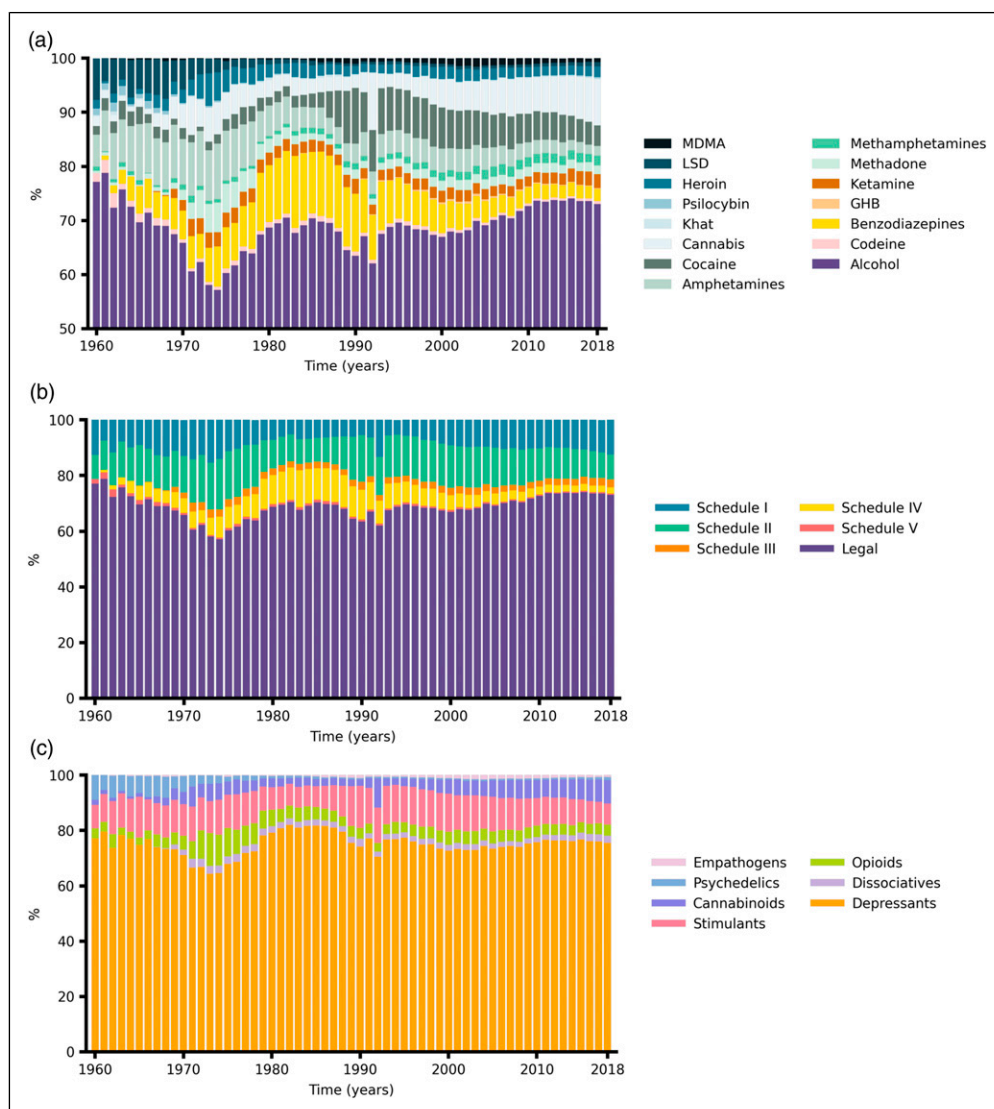 (a)
100
90
80
70
60
50
%
1960 1970 1980 1990 2000 2010 2018
Time (years)
MDMA
LSD
Heroin
Psilocybin
Khat
Cannabis
Cocaine
Amphetamines
Methamphetamines
Methadone
Ketamine
GHB
Benzodiazepines
Codeine
Alcohol
(b)
100
80
60
40
20
0
%
1960 1970 1980 1990 2000 2010 2018
Time (years)
Schedule I
Schedule II
Schedule III
Schedule IV
Schedule V
Legal
(c)
100
80
60
40
20
0
%
1960 1970 1980 1990 2000 2010 2018
Time (years)
Empathogens
Psychedelics
Cannabinoids
Stimulants
Opioids
Dissociatives
Depressants